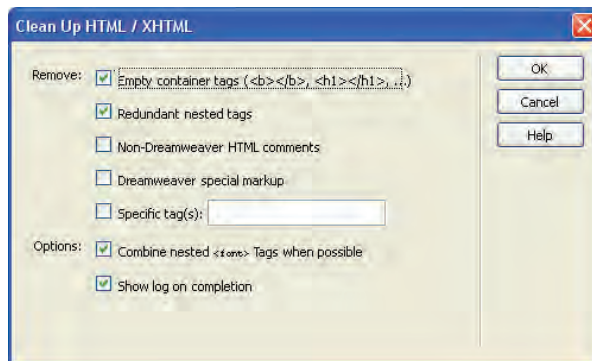 Clean Up HTML / XHTML
Remove: Empty container tags (<b></b>, <h1></h1>, ...)
OK
Redundant nested tags
Cancel
Non-Dreamweaver HTML comments
Help
Dreamweaver special markup
Specific tag(s):
Options: Combine nested <font> Tags when possible
Show log on completion